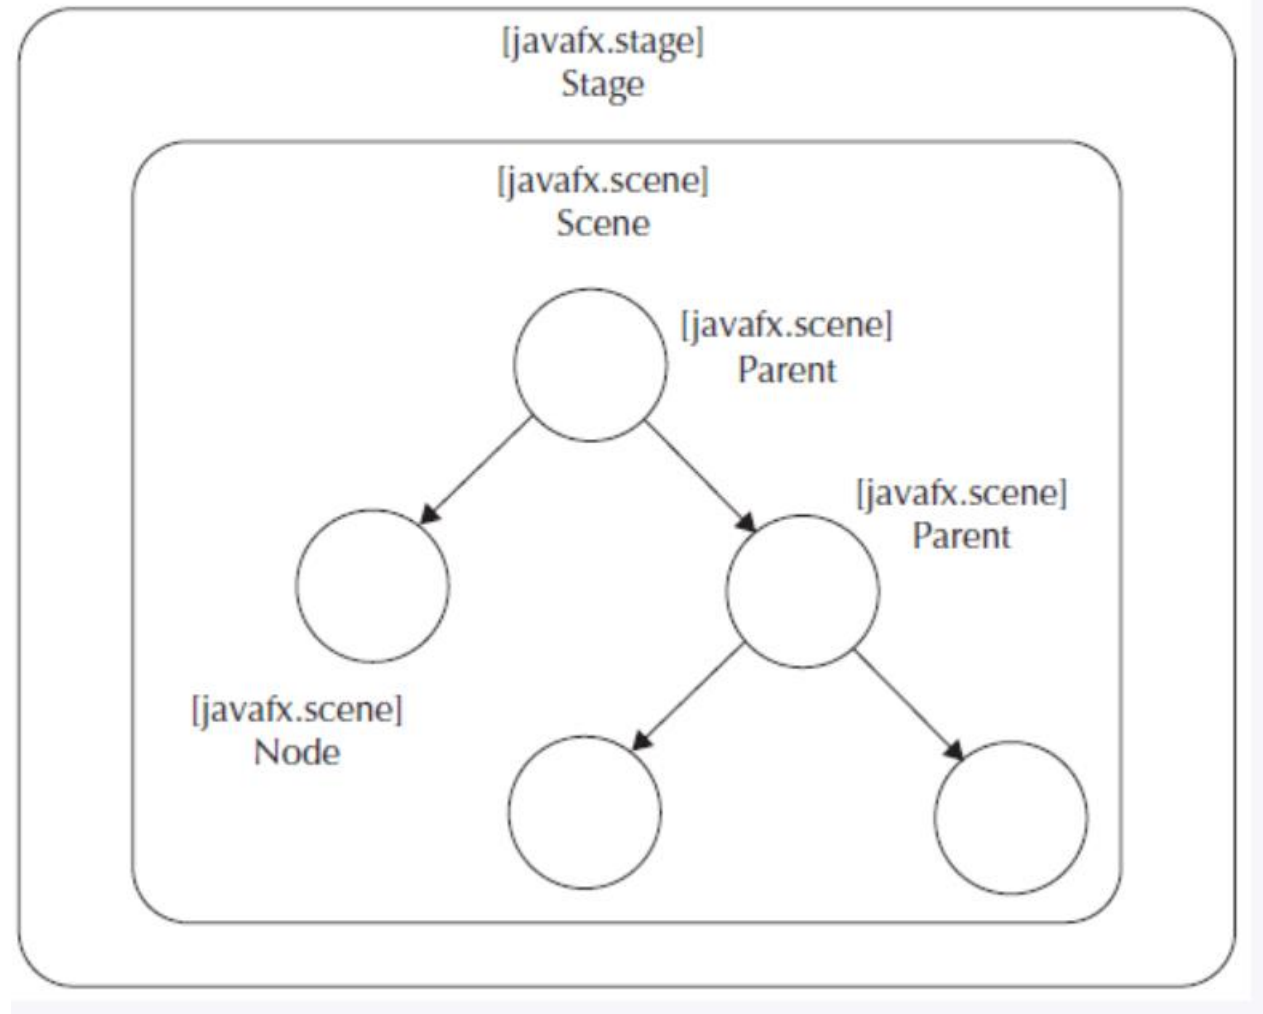 [javafx.stage]
Stage
[javafx.scene]
Scene
[javafx.scene]
Parent
[javafx.scene]
Parent
[javafx.scene]
Node